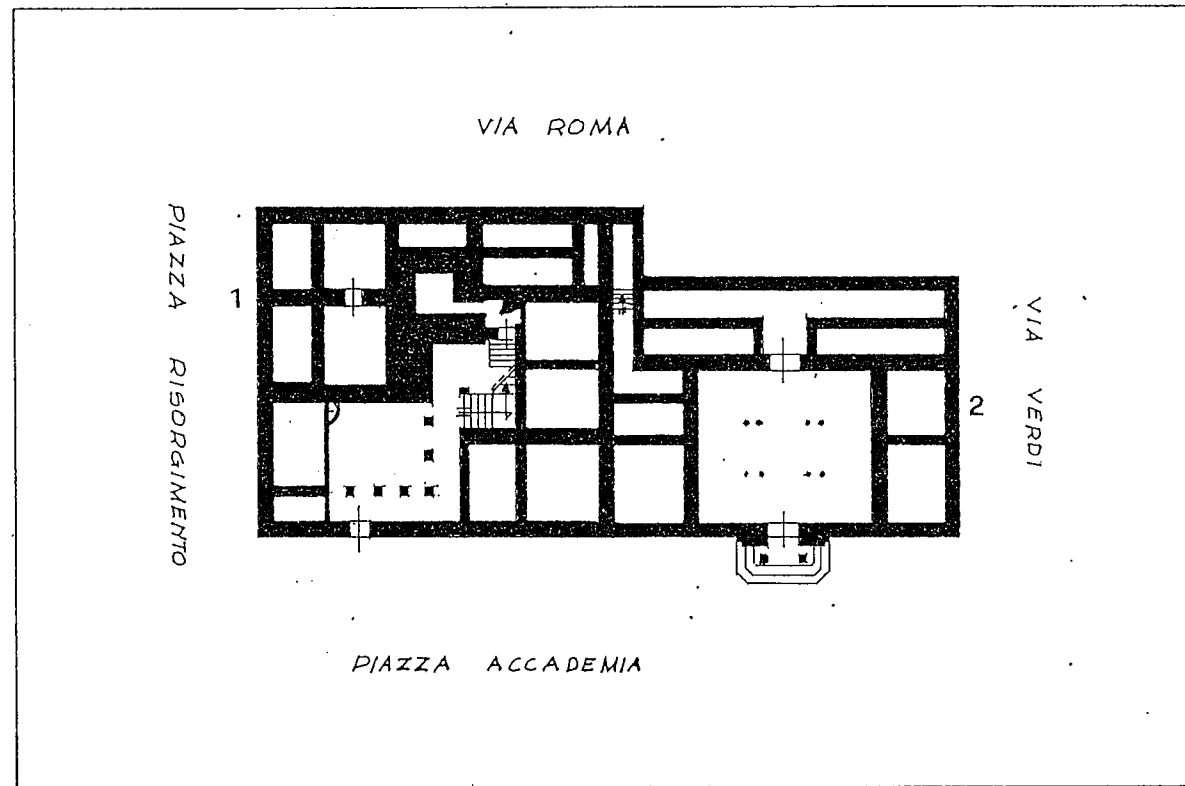 VIA ROMA
PIAZZA RISORGIMENTO
1
VIA VERDI
2
PIAZZA ACCADEMIA